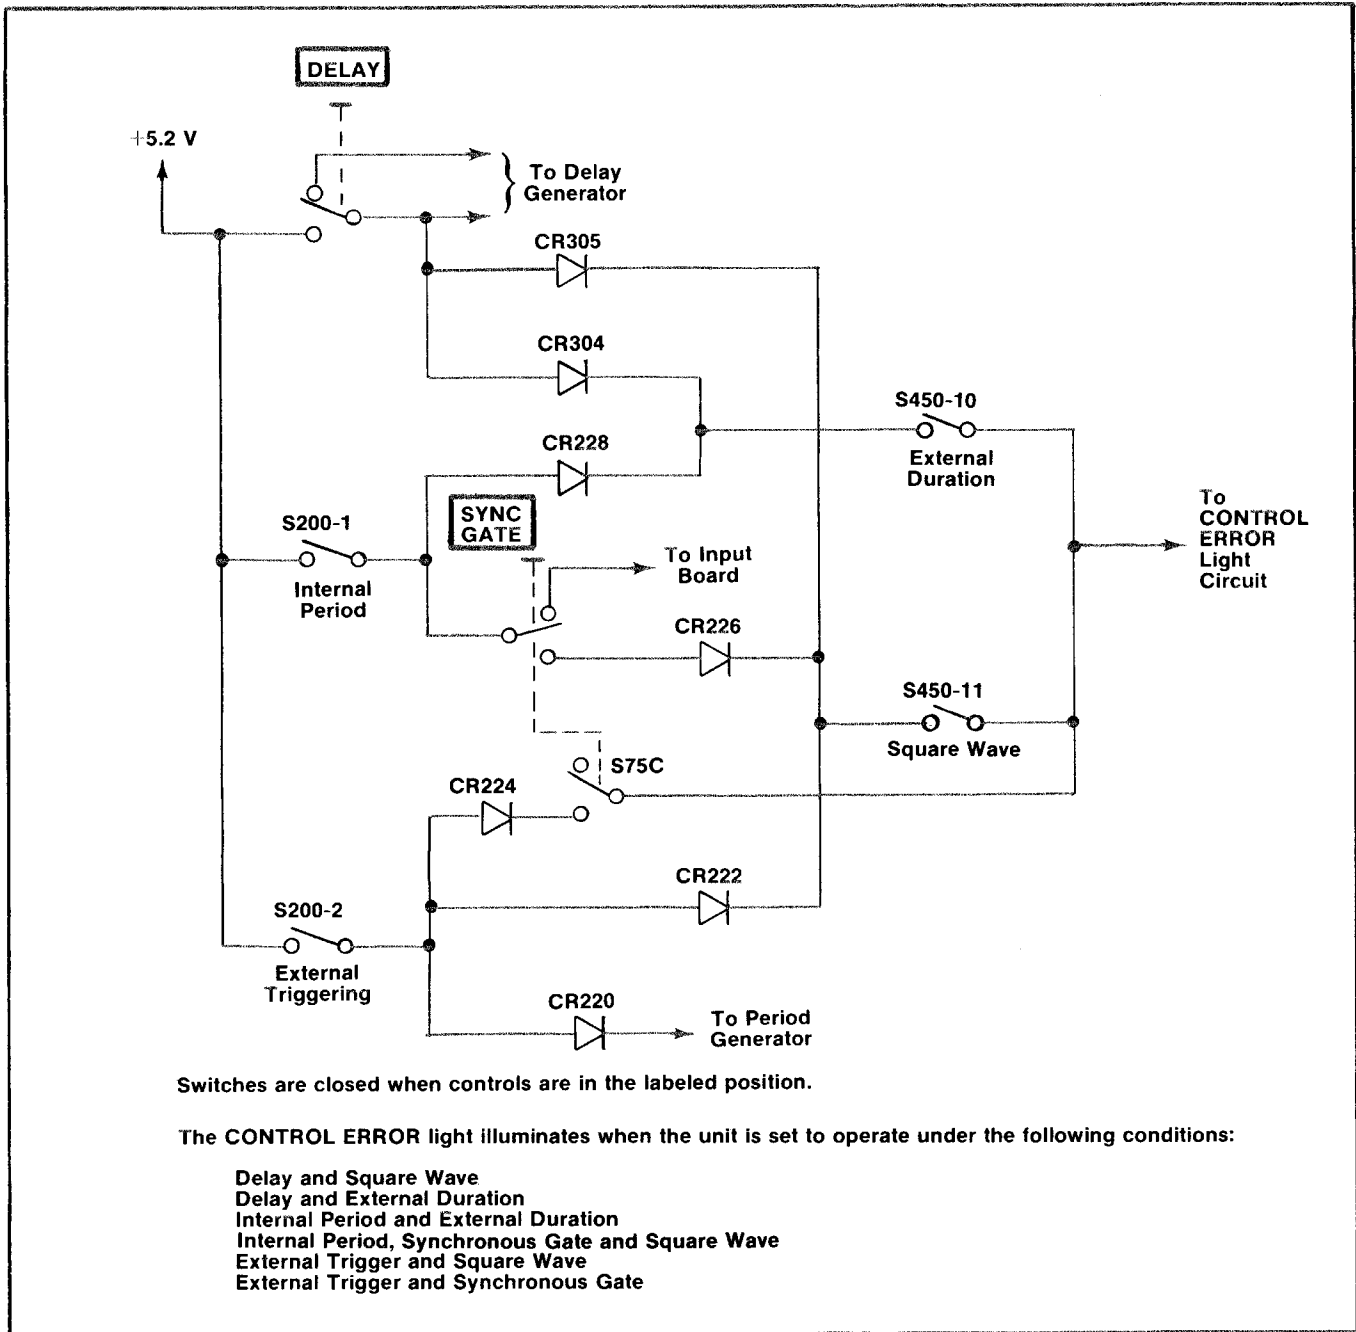 DELAY
+5.2 V
To Delay
Generator
CR305
CR304
S450-10
External
Duration
CR228
SYNC
GATE
S200-1
Internal
Period
To Input
Board
To
CONTROL
ERROR
Light
Circuit
CR226
S450-11
Square Wave
S75C
CR224
CR222
S200-2
External
Triggering
CR220
To Period
Generator
Switches are closed when controls are in the labeled position.
The CONTROL ERROR light illuminates when the unit is set to operate under the following conditions:
Delay and Square Wave
Delay and External Duration
Internal Period and External Duration
Internal Period, Synchronous Gate and Square Wave
External Trigger and Square Wave
External Trigger and Synchronous Gate